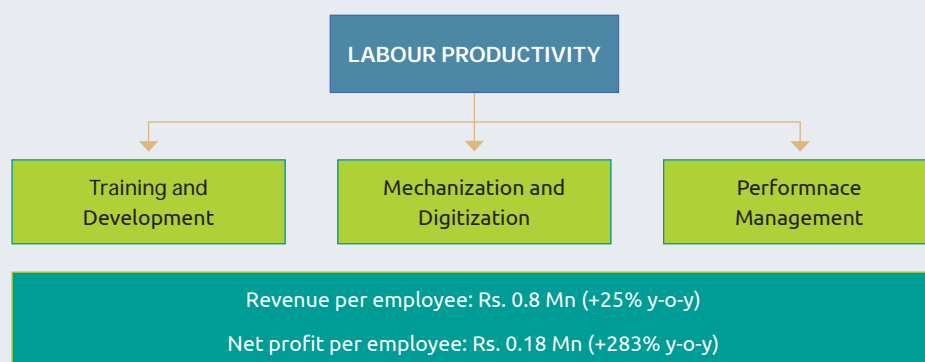 LABOUR PRODUCTIVITY
Training and
Development
Mechanization and
Digitization
Performnace
Management
Revenue per employee: Rs. 0.8 Mn (+25% y-o-y)
Net profit per employee: Rs. 0.18 Mn (+283% y-o-y)